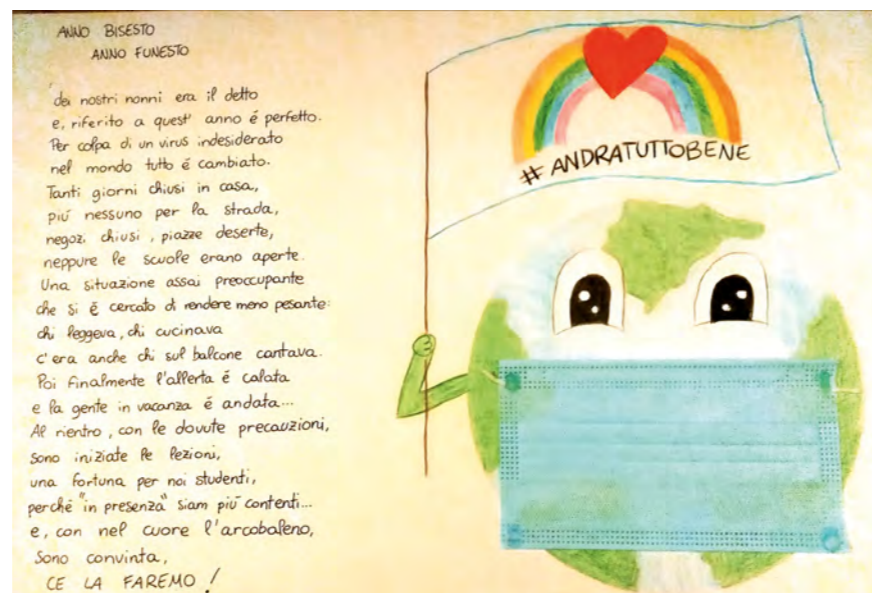 ANNO BISESTO
ANNO FUNESTO
dei nostri nonni era il detto
e, riferito a quest' anno é perfetto.
Per colpa di un virus indesiderato
nel mondo tutto é cambiato.
Tanti giorni chiusi in casa,
piú nessuno per la strada,
negozi chiusi, piazze deserte,
neppure le scuole erano aperte.
Una situazione assai preoccupante
che si é cercato di rendere meno pesante:
chi leggeva, chi cucinava
c'era anche chi sul balcone cantava.
Poi finalmente l'allerta é calata
e la gente in vacanza é andata...
Al rientro, con le dovute precauzioni,
sono iniziate le lezioni,
una fortuna per noi studenti,
perché "in presenza" siam piú contenti...
e, con nel cuore l'arcobaleno,
Sono convinta,
CE LA FAREMO!
#ANDRATUTTOBENE